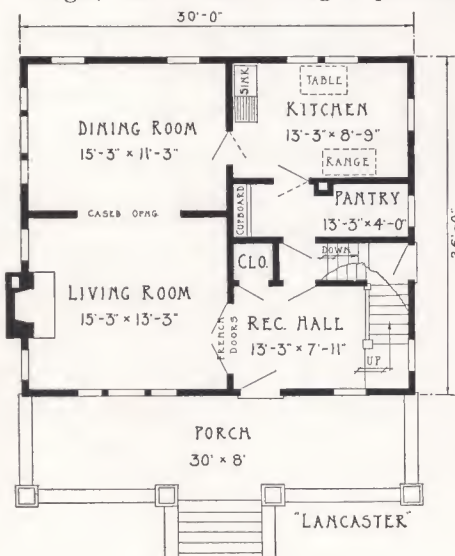 30'-0"
SINK
TABLE
KITCHEN
13'-3" × 8'-9"
DINING ROOM
15'-3" × 11'-3"
RANGE
CUPBOARD
PANTRY
13'-3" × 4'-0"
CASED OPNG
26'-0"
DOWN
CLO.
LIVING ROOM
15'-3" × 13'-3"
FRENCH
DOORS
REC. HALL
13'-3" × 7'-11"
UP
PORCH
30' × 8'
"LANCASTER"